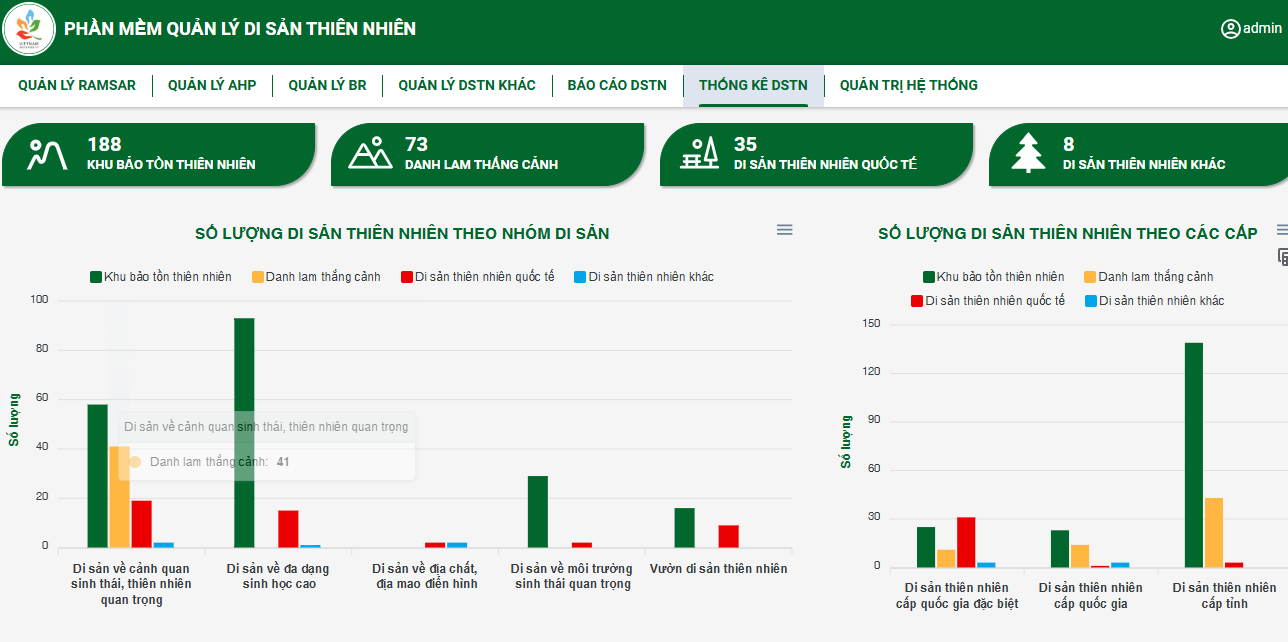 VIETNAM
PHẦN MỀM QUẢN LÝ DI SẢN THIÊN NHIÊN
admin
QUẢN LÝ RAMSAR
QUẢN LÝ AHP
QUẢN LÝ BR
QUẢN LÝ DSTN KHÁC
BÁO CÁO DSTN
THỐNG KÊ DSTN
QUẢN TRỊ HỆ THỐNG
188
KHU BẢO TỒN THIÊN NHIÊN
73
DANH LAM THẮNG CẢNH
35
DI SẢN THIÊN NHIÊN QUỐC TẾ
8
DI SẢN THIÊN NHIÊN KHÁC
SỐ LƯỢNG DI SẢN THIÊN NHIÊN THEO NHÓM DI SẢN
Khu bảo tồn thiên nhiên
Danh lam thắng cảnh
Di sản thiên nhiên quốc tế
Di sản thiên nhiên khác
100
80
60
40
20
0
Số lượng
Di sản về cảnh quan sinh thái, thiên nhiên quan trọng
Danh lam thắng cảnh: 41
Di sản về cảnh quan
sinh thái, thiên nhiên
quan trọng
Di sản về đa dạng
sinh học cao
Di sản về địa chất,
địa mạo điển hình
Di sản về môi trường
sinh thái quan trọng
Vườn di sản thiên nhiên
SỐ LƯỢNG DI SẢN THIÊN NHIÊN THEO CÁC CẤP
Khu bảo tồn thiên nhiên
Danh lam thắng cảnh
Di sản thiên nhiên quốc tế
Di sản thiên nhiên khác
150
120
90
60
30
0
Số lượng
Di sản thiên nhiên
cấp quốc gia đặc biệt
Di sản thiên nhiên
cấp quốc gia
Di sản thiên nhiên
cấp tỉnh